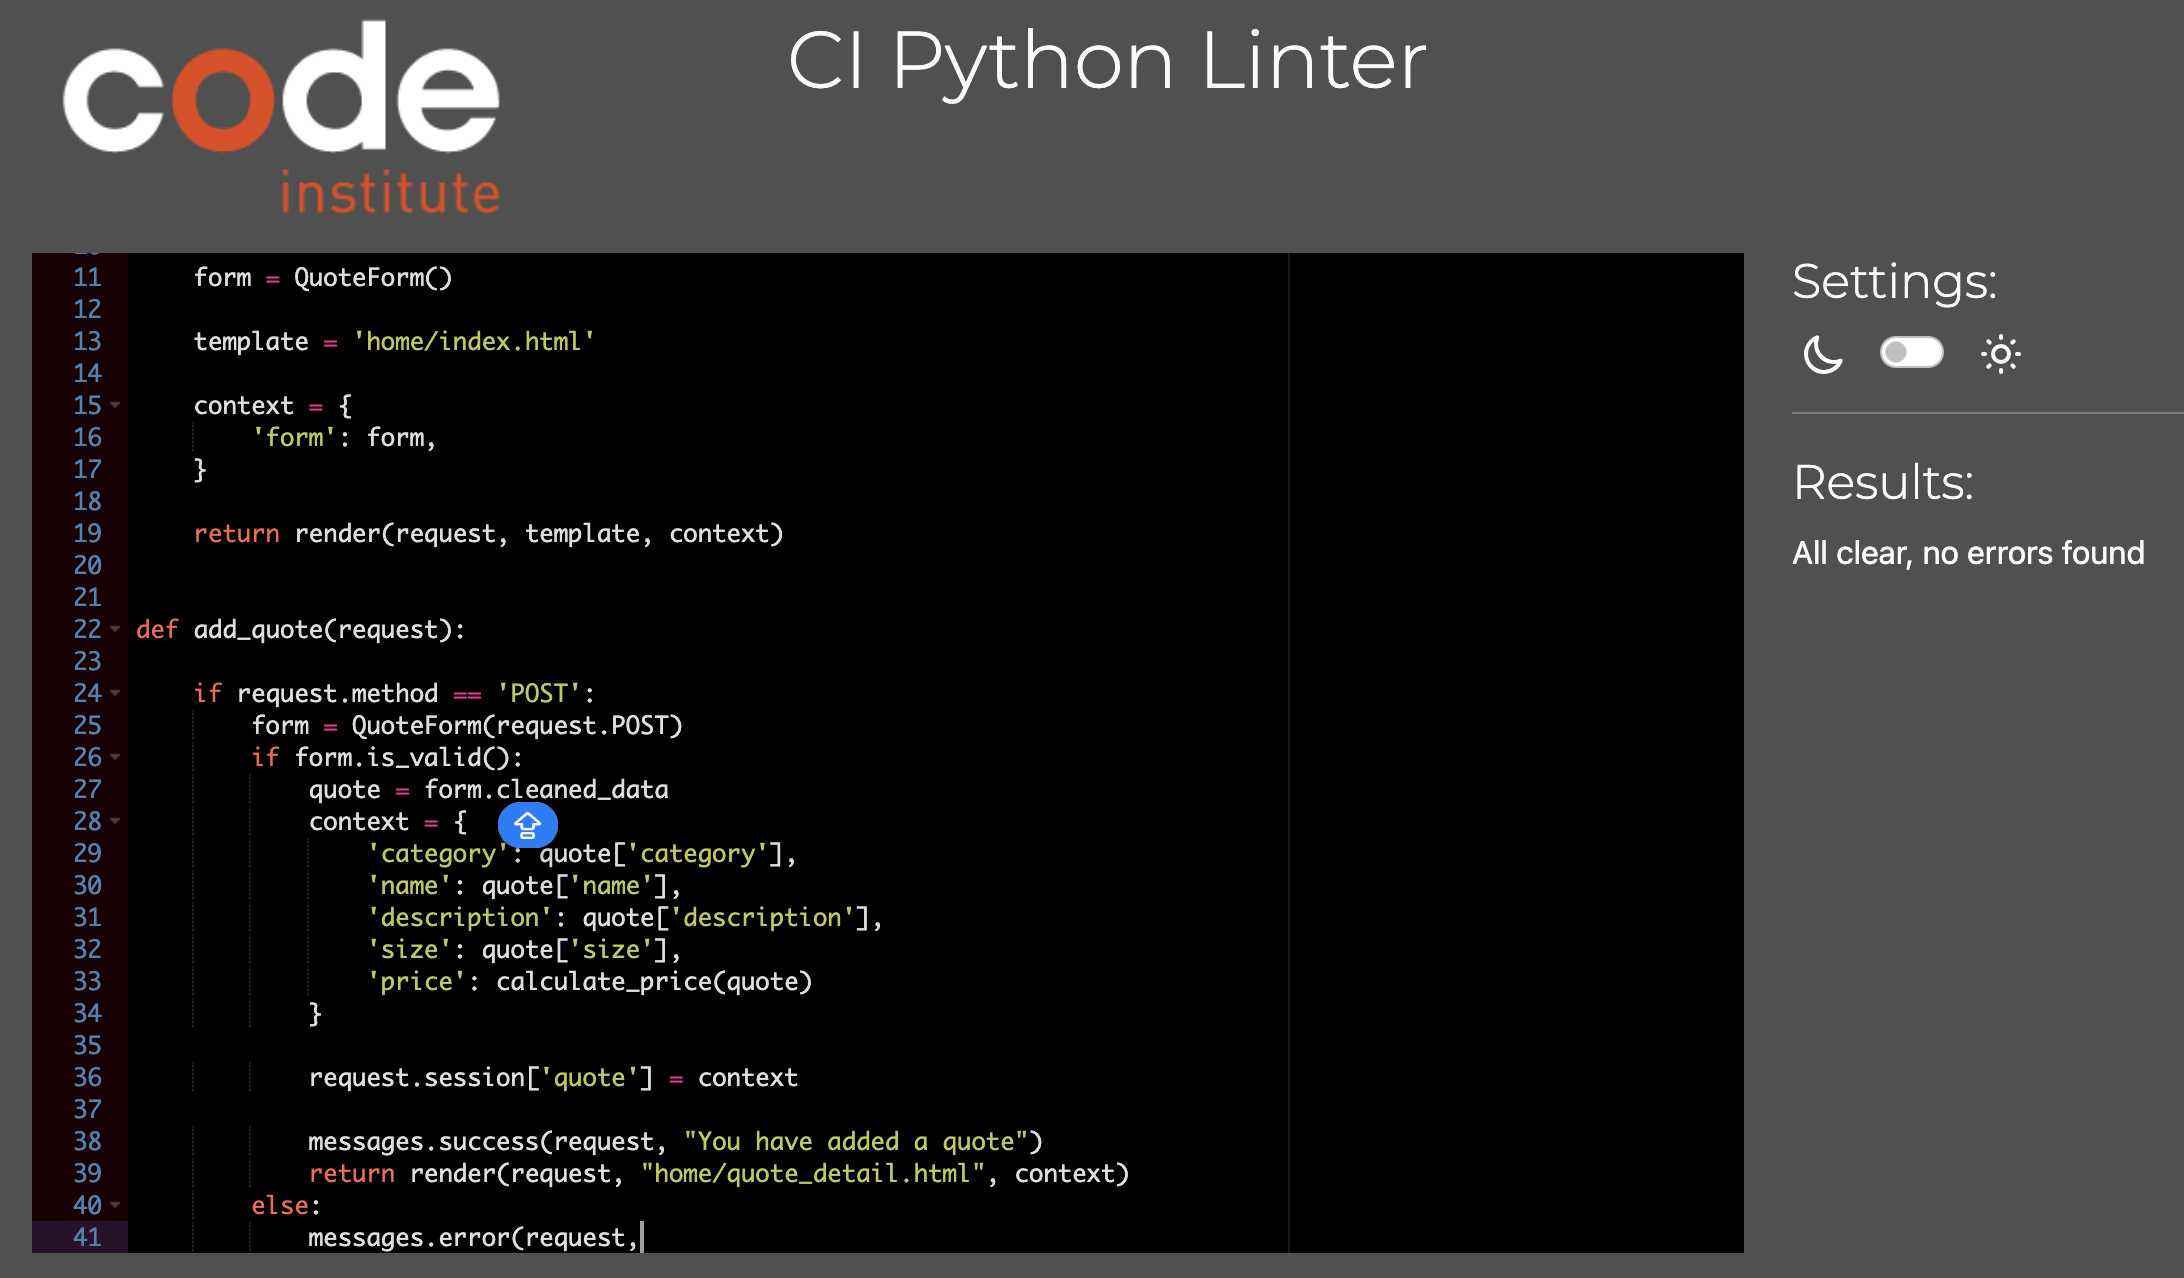 code
institute
CI Python Linter
11 form = QuoteForm()
12
13 template = 'home/index.html'
14
15 context = {
16 'form': form,
17 }
18
19 return render(request, template, context)
20
21
22 def add_quote(request):
23
24 if request.method == 'POST':
25 form = QuoteForm(request.POST)
26 if form.is_valid():
27 quote = form.cleaned_data
28 context = {
29 'category': quote['category'],
30 'name': quote['name'],
31 'description': quote['description'],
32 'size': quote['size'],
33 'price': calculate_price(quote)
34 }
35
36 request.session['quote'] = context
37
38 messages.success(request, "You have added a quote")
39 return render(request, "home/quote_detail.html", context)
40 else:
41 messages.error(request,
Settings:
Results:
All clear, no errors found